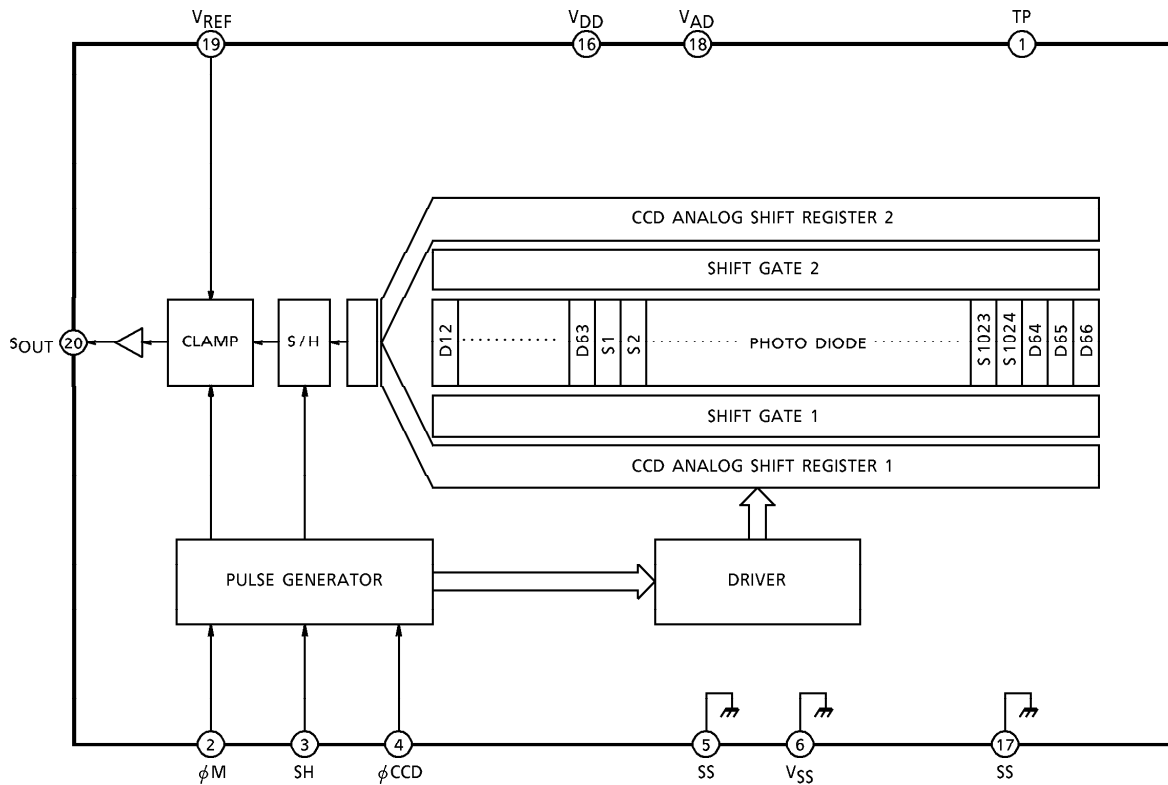 VREF VDD VAD TP
19 16 18 1
CCD ANALOG SHIFT REGISTER 2
SHIFT GATE 2
SOUT 20 CLAMP S/H D12 D63 S1 S2 PHOTO DIODE S1023 S1024 D64 D65 D66
SHIFT GATE 1
CCD ANALOG SHIFT REGISTER 1
PULSE GENERATOR DRIVER
2 3 4 5 6 17
ϕM SH ϕCCD SS VSS SS